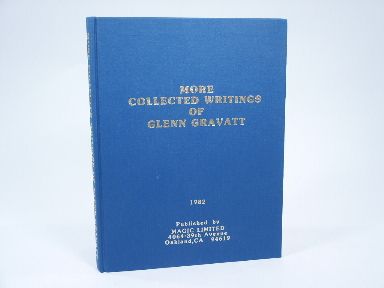 MORE
COLLECTED WRITINGS
OF
GLENN GRAVATT
1982
Published by
MAGIC LIMITED
4064-39th Avenue
Oakland,CA 94619